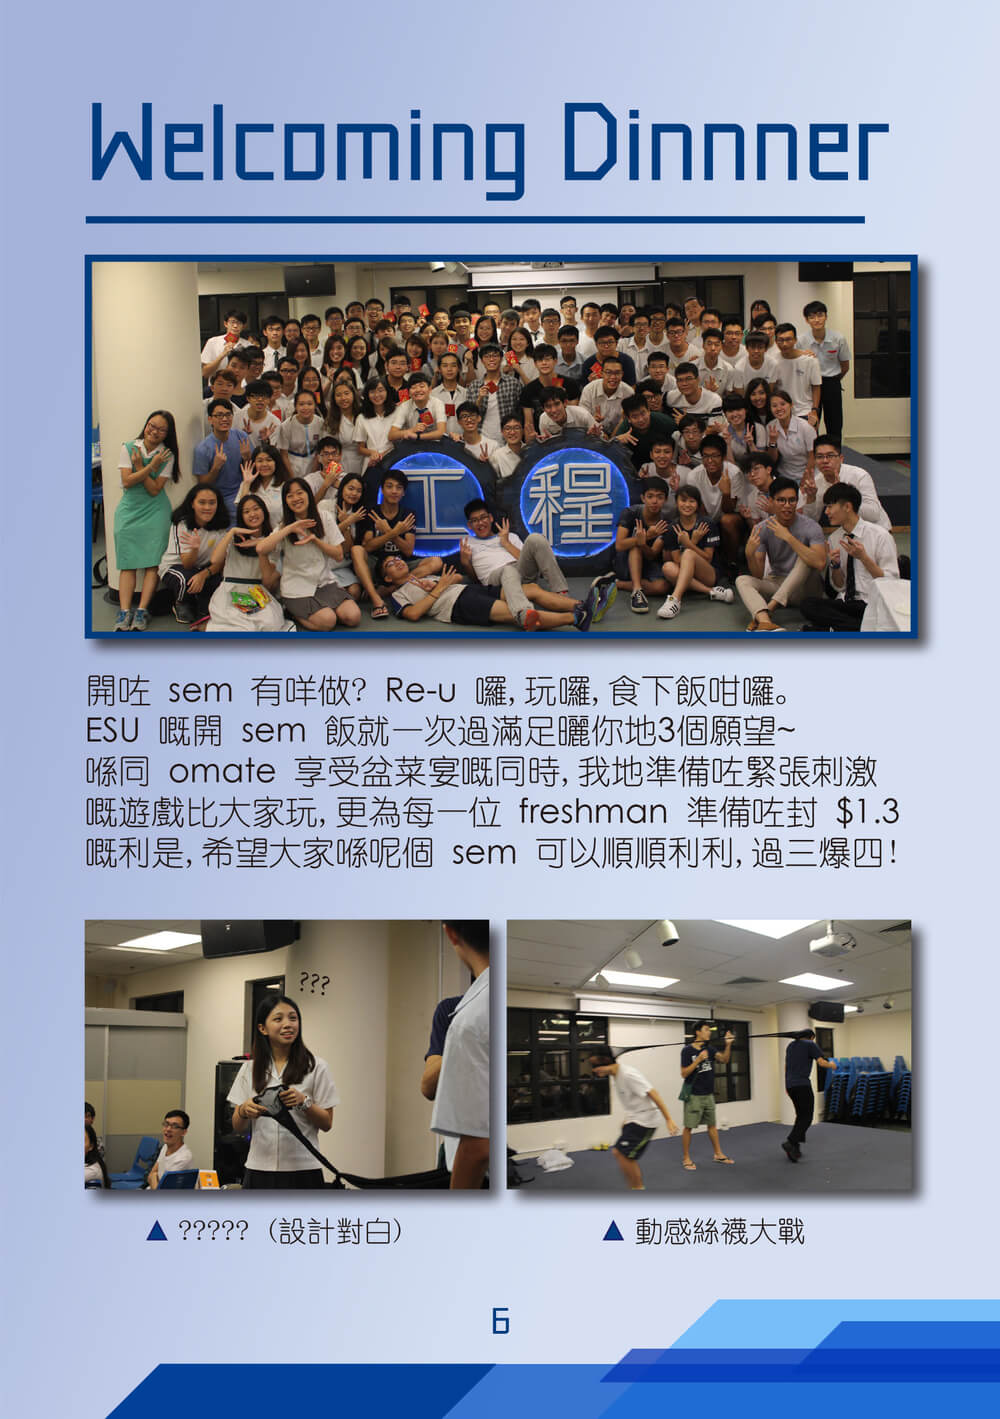 Welcoming Dinnner
工程
開咗 sem 有咩做? Re-u 囉, 玩囉, 食下飯咁囉。
ESU 嘅開 sem 飯就一次過滿足曬你地3個願望~
喺同 omate 享受盆菜宴嘅同時, 我地準備咗緊張刺激
嘅遊戲比大家玩, 更為每一位 freshman 準備咗封 $1.3
嘅利是, 希望大家喺呢個 sem 可以順順利利, 過三爆四!
???
▲ ????? (設計對白)
▲ 動感絲襪大戰
6